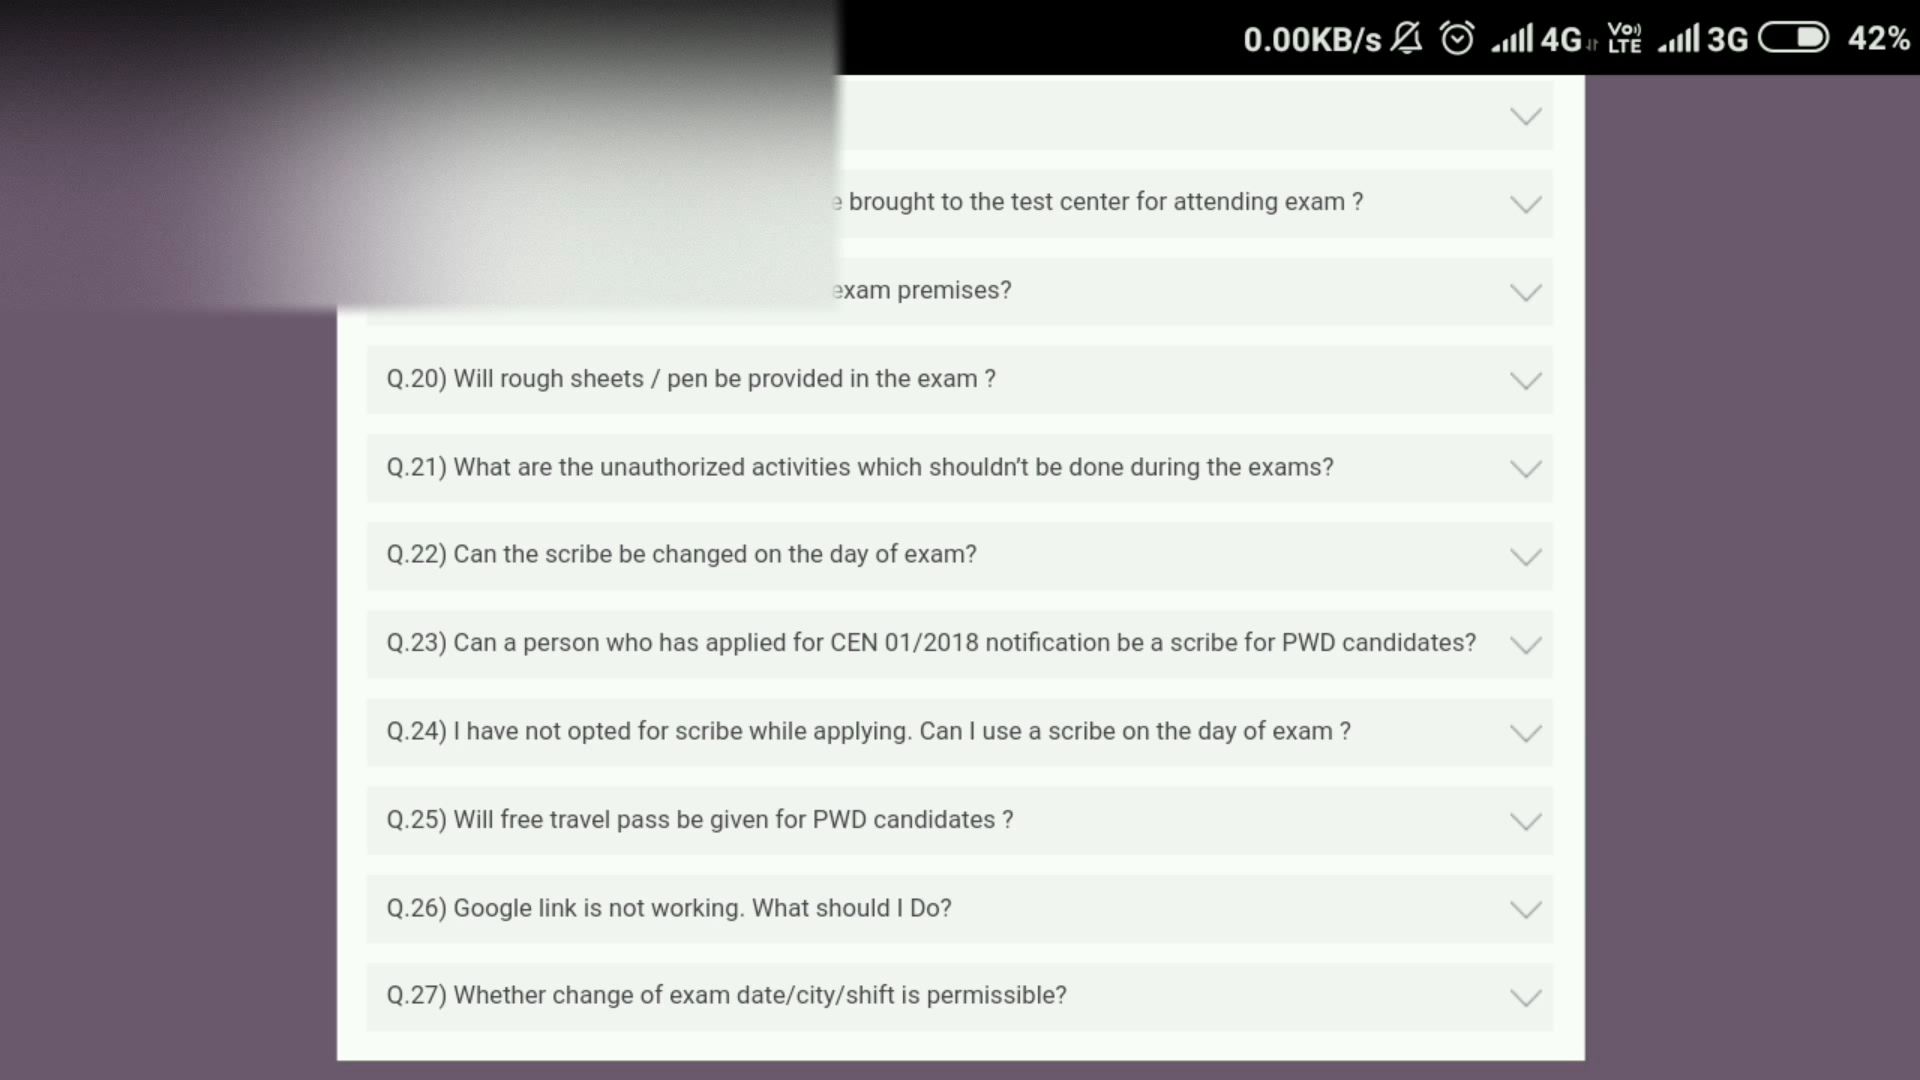 0.00KB/s 4G Vo)) LTE 3G 42%
brought to the test center for attending exam ?
exam premises?
Q.20) Will rough sheets / pen be provided in the exam ?
Q.21) What are the unauthorized activities which shouldn’t be done during the exams?
Q.22) Can the scribe be changed on the day of exam?
Q.23) Can a person who has applied for CEN 01/2018 notification be a scribe for PWD candidates?
Q.24) I have not opted for scribe while applying. Can I use a scribe on the day of exam ?
Q.25) Will free travel pass be given for PWD candidates ?
Q.26) Google link is not working. What should I Do?
Q.27) Whether change of exam date/city/shift is permissible?